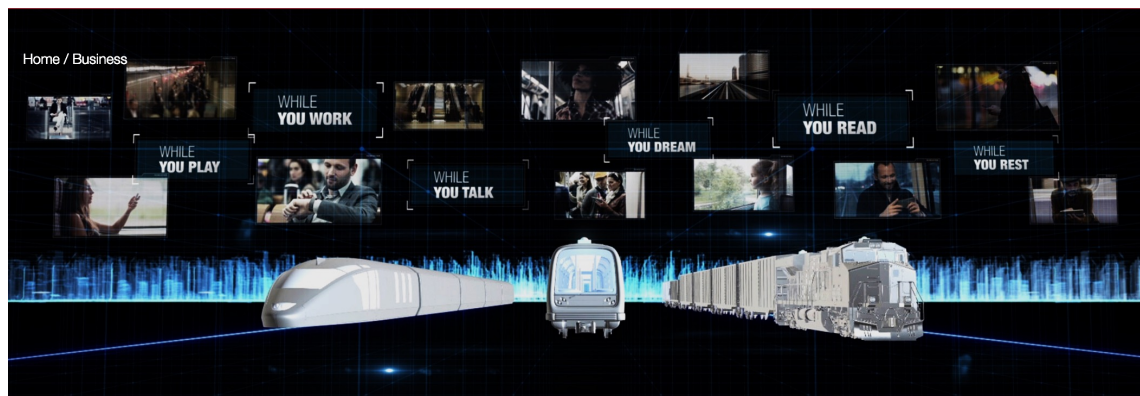 Home / Business
WHILE
YOU WORK
WHILE
YOU PLAY
WHILE
YOU TALK
WHILE
YOU DREAM
WHILE
YOU READ
WHILE
YOU REST